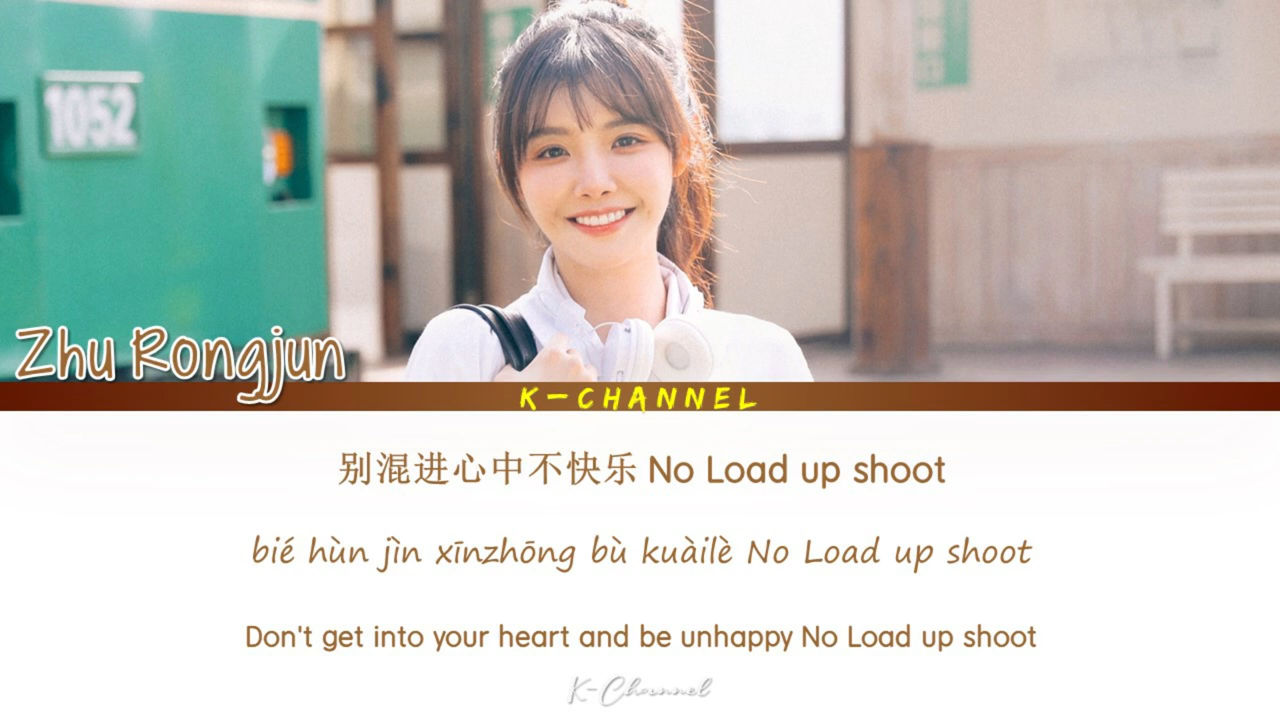 1052
Zhu Rongjun
K-CHANNEL
别混进心中不快乐 No Load up shoot
bié hùn jìn xīnzhōng bù kuàilè No Load up shoot
Don't get into your heart and be unhappy No Load up shoot
K-Channel